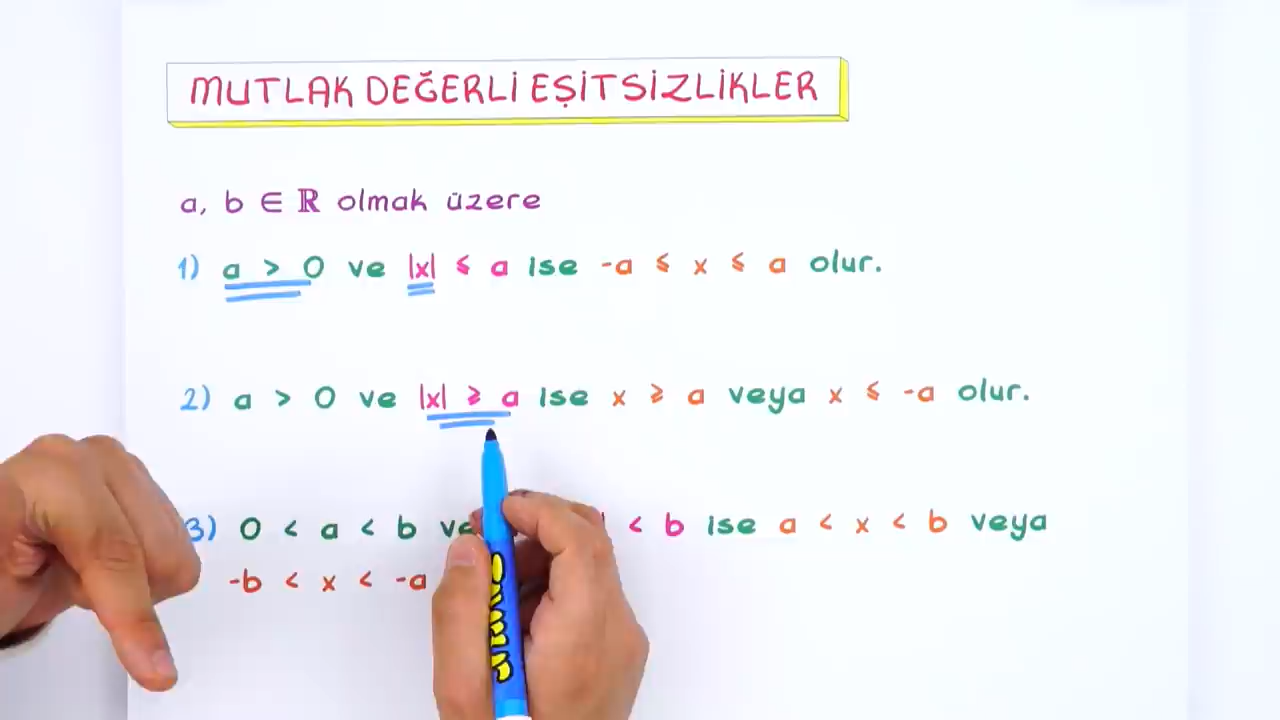 MUTLAK DEĞERLİ EŞİTSİZLİKLER
a, b ∈ ℝ olmak üzere
1) a > 0 ve |x| ⩽ a ise -a ⩽ x ⩽ a olur.
2) a > 0 ve |x| ⩾ a ise x ⩾ a veya x ⩽ -a olur.
3) 0 < a < b < b ise a < x < b veya
-b < x < -a